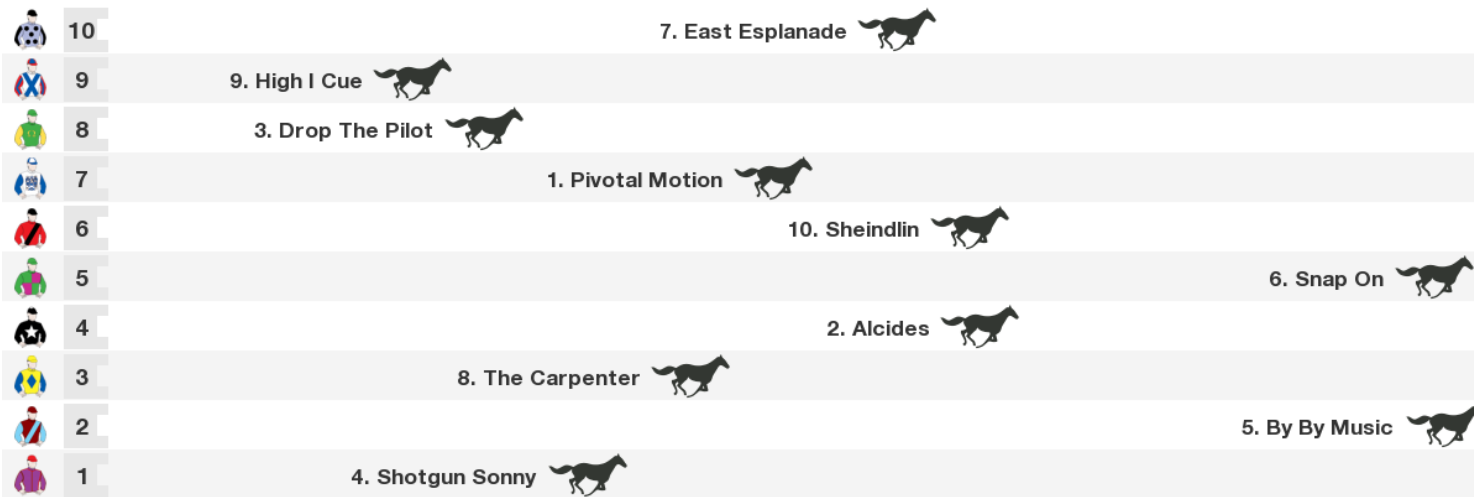 10 7. East Esplanade
9 9. High I Cue
8 3. Drop The Pilot
7 1. Pivotal Motion
6 10. Sheindlin
5 6. Snap On
4 2. Alcides
3 8. The Carpenter
2 5. By By Music
1 4. Shotgun Sonny